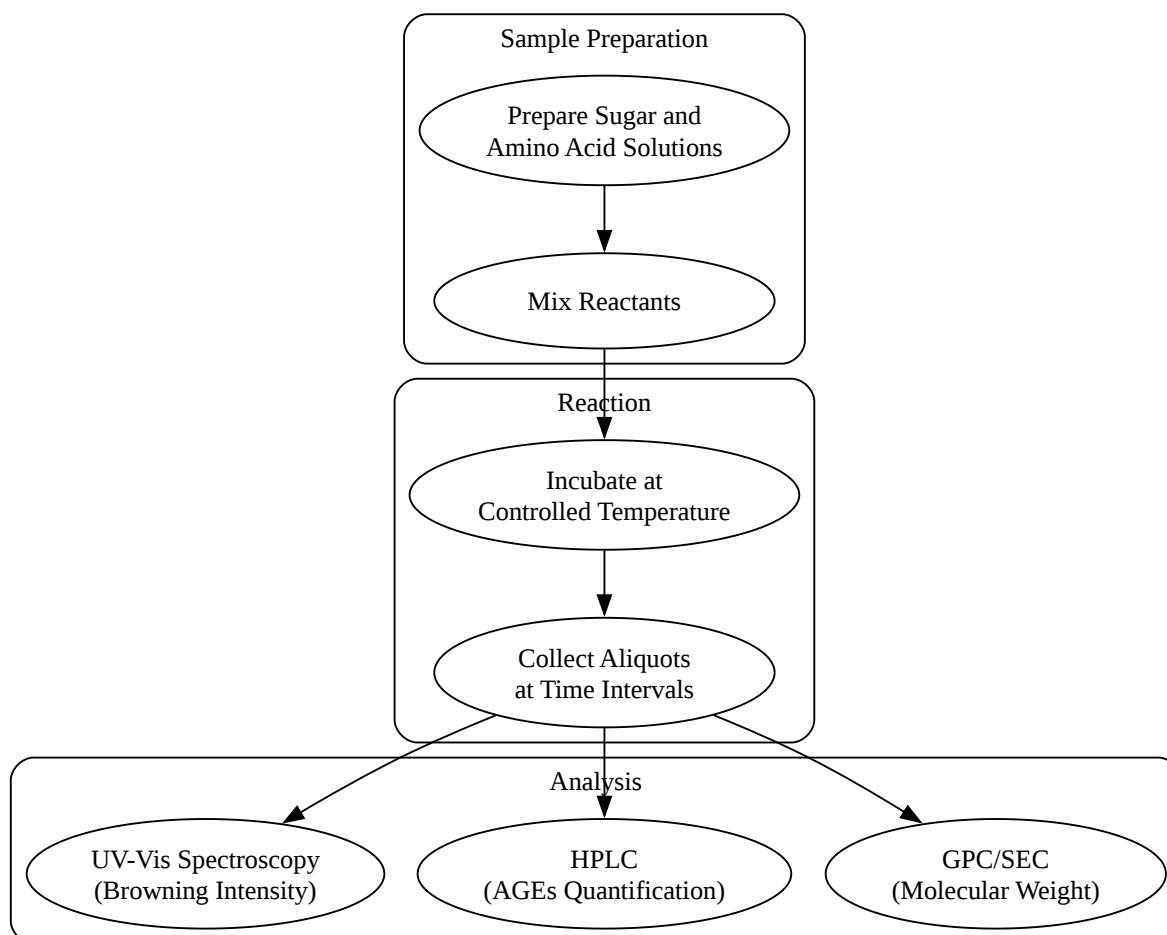 Sample Preparation
Prepare Sugar and
Amino Acid Solutions
Mix Reactants
Reaction
Incubate at
Controlled Temperature
Collect Aliquots
at Time Intervals
Analysis
UV-Vis Spectroscopy
(Browning Intensity)
HPLC
(AGEs Quantification)
GPC/SEC
(Molecular Weight)